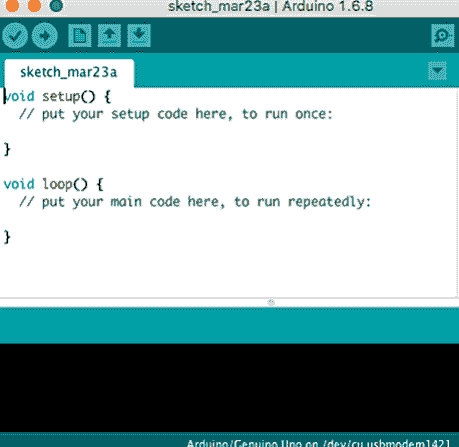 sketch_mar23a | Arduino 1.6.8
sketch_mar23a
void setup() {
// put your setup code here, to run once:
}
void loop() {
// put your main code here, to run repeatedly:
}
Arduino/Genuino Uno on /dev/cu.usbmodem1421